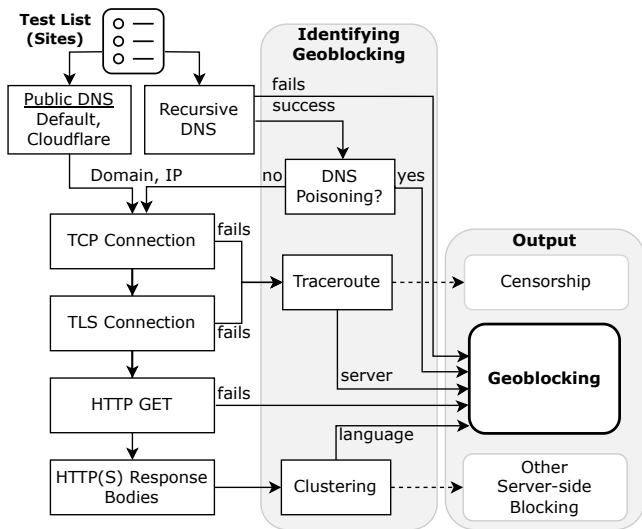 Test List
(Sites)
Identifying
Geoblocking
Public DNS
Default,
Cloudflare
Recursive
DNS
fails
success
Domain, IP
no
DNS
Poisoning?
yes
TCP Connection
fails
Traceroute
Output
Censorship
TLS Connection
fails
server
Geoblocking
HTTP GET
fails
language
HTTP(S) Response
Bodies
Clustering
Other
Server-side
Blocking